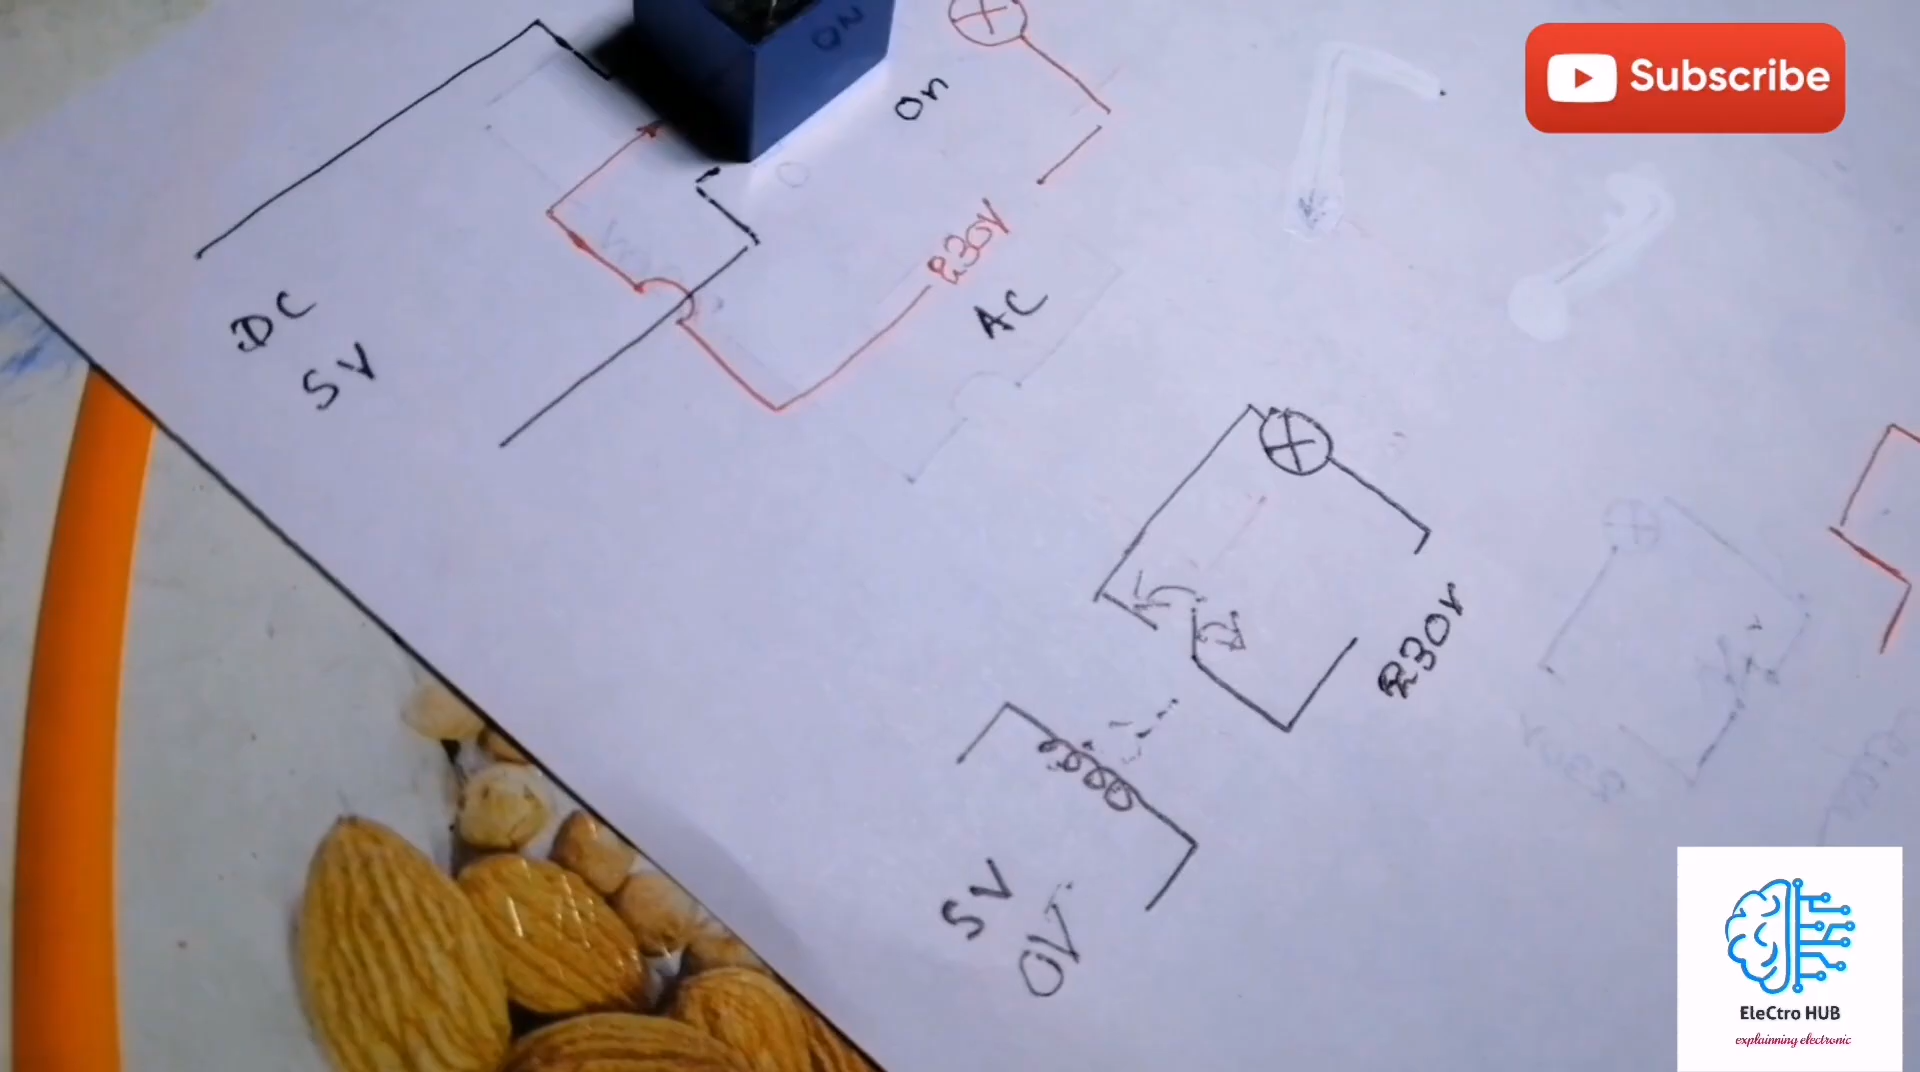 ON
On
Subscribe
230V
AC
DC
5V
230V
5V
0V
EleCtro HUB
explainning electronic